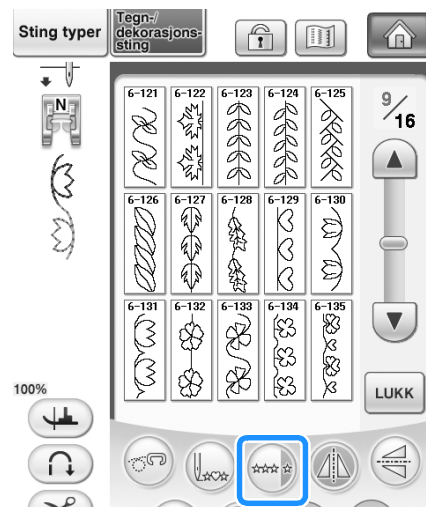 Sting typer
Tegn-/
dekorasjons-
sting
N
6-121 6-122 6-123 6-124 6-125
9/16
6-126 6-127 6-128 6-129 6-130
6-131 6-132 6-133 6-134 6-135
100%
LUKK